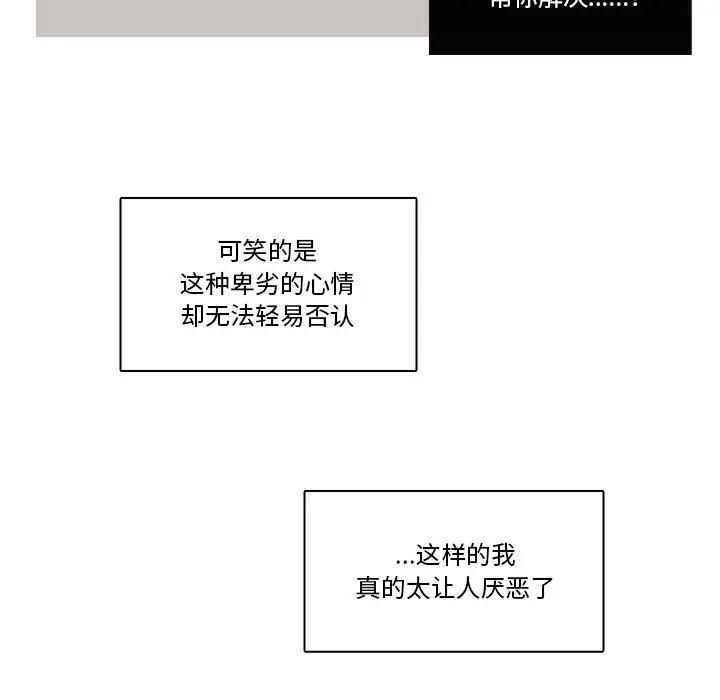 帮你解决......?
可笑的是
这种卑劣的心情
却无法轻易否认
...这样的我
真的太让人厌恶了